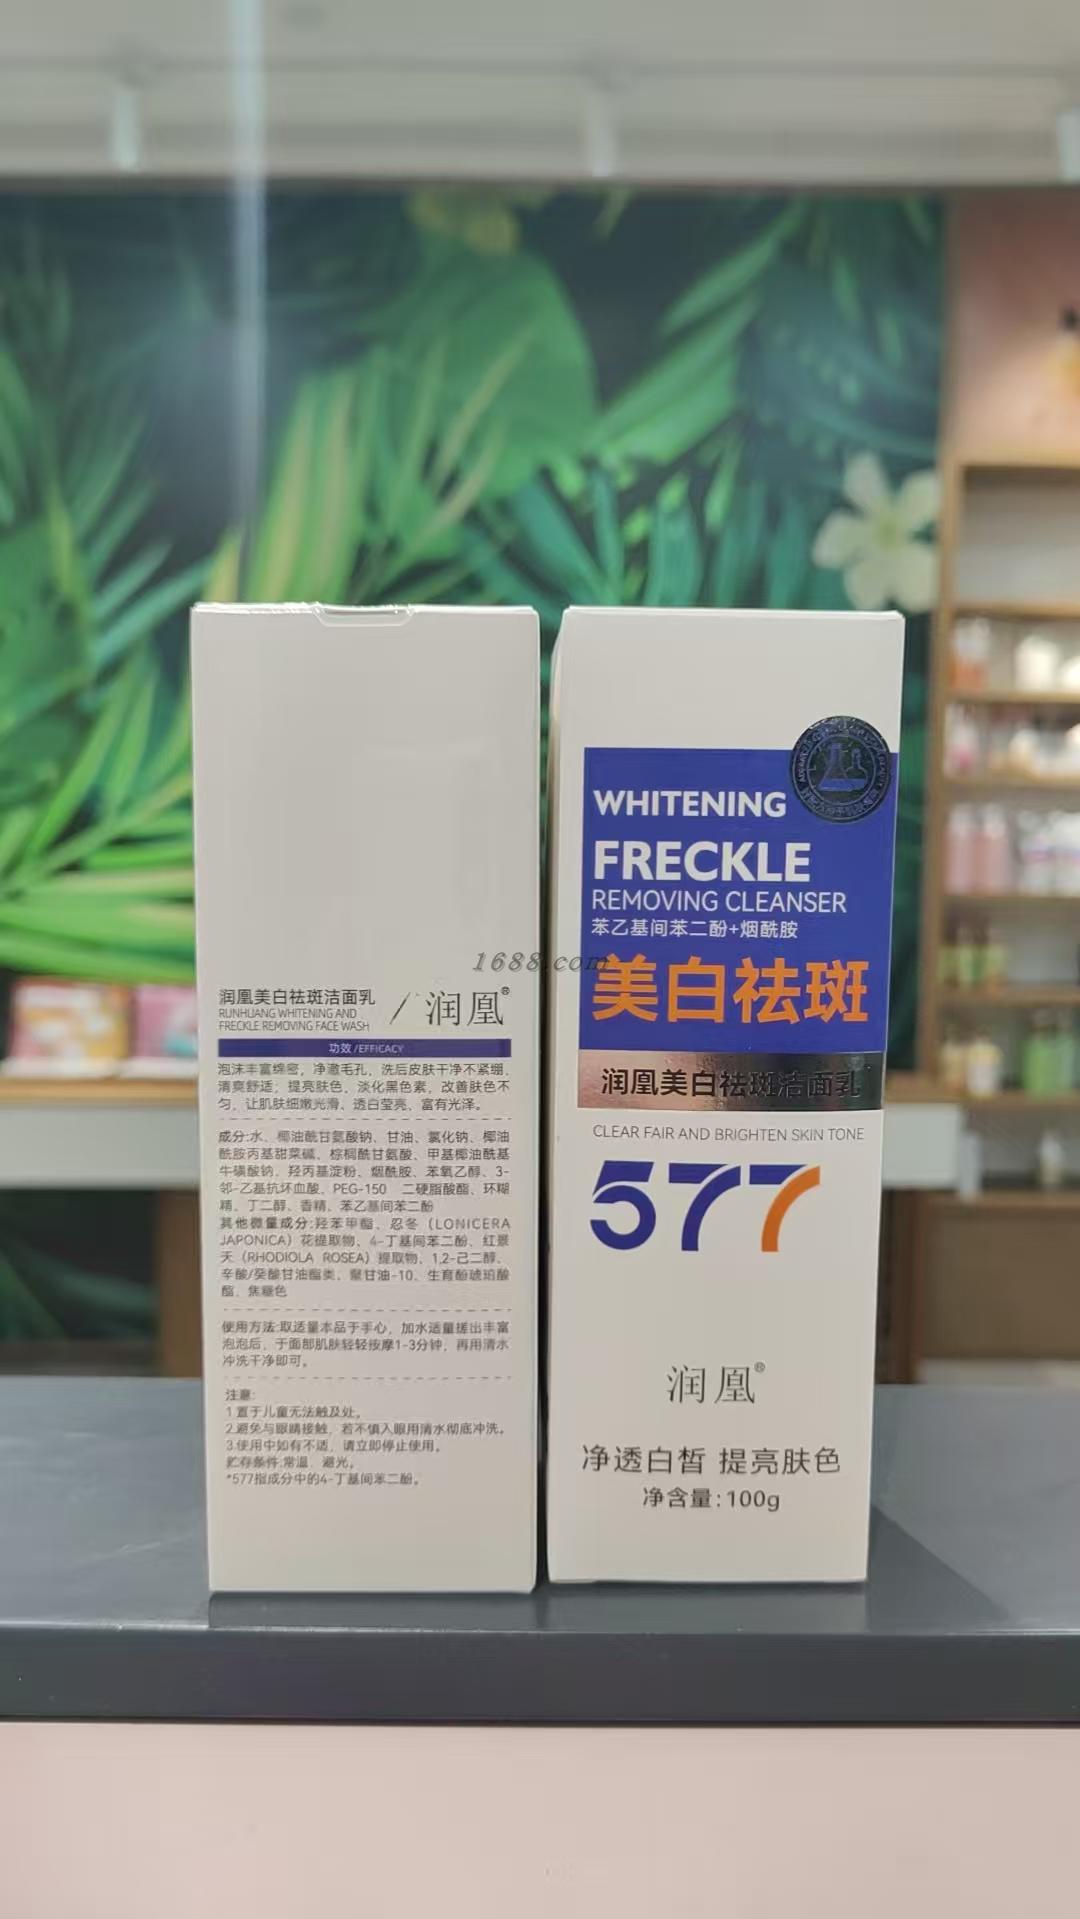 润凰美白祛斑洁面乳
RUNHUANG WHITENING AND
FRECKLE REMOVING FACE WASH
润凰®
功效/EFFICACY
泡沫丰富绵密，净澈毛孔，洗后皮肤干净不紧绷，
清爽舒适；提亮肤色，淡化黑色素，改善肤色不
匀，让肌肤细嫩光滑、透白莹亮，富有光泽。
成分:水、椰油酰甘氨酸钠、甘油、氯化钠、椰油
酰胺丙基甜菜碱、棕榈酰甘氨酸、甲基椰油酰基
牛磺酸钠、羟丙基淀粉、烟酰胺、苯氧乙醇、3-
邻-乙基抗坏血酸、PEG-150 二硬脂酸酯、环糊
精、丁二醇、香精、苯乙基间苯二酚
其他微量成分:羟苯甲酯、忍冬（LONICERA
JAPONICA）花提取物、4-丁基间苯二酚、红景
天（RHODIOLA ROSEA）提取物、1,2-己二醇、
辛酸/癸酸甘油酯类、聚甘油-10、生育酚琥珀酸
酯、焦糖色
使用方法:取适量本品于手心，加水适量搓出丰富
泡泡后，于面部肌肤轻轻按摩1-3分钟，再用清水
冲洗干净即可。
注意:
1.置于儿童无法触及处。
2.避免与眼睛接触，若不慎入眼用清水彻底冲洗。
3.使用中如有不适，请立即停止使用。
贮存条件:常温、避光。
*577指成分中的4-丁基间苯二酚。
1688.com
WHITENING
FRECKLE
REMOVING CLEANSER
苯乙基间苯二酚+烟酰胺
美白祛斑
润凰美白祛斑洁面乳
CLEAR FAIR AND BRIGHTEN SKIN TONE
577
润凰®
净透白皙 提亮肤色
净含量:100g